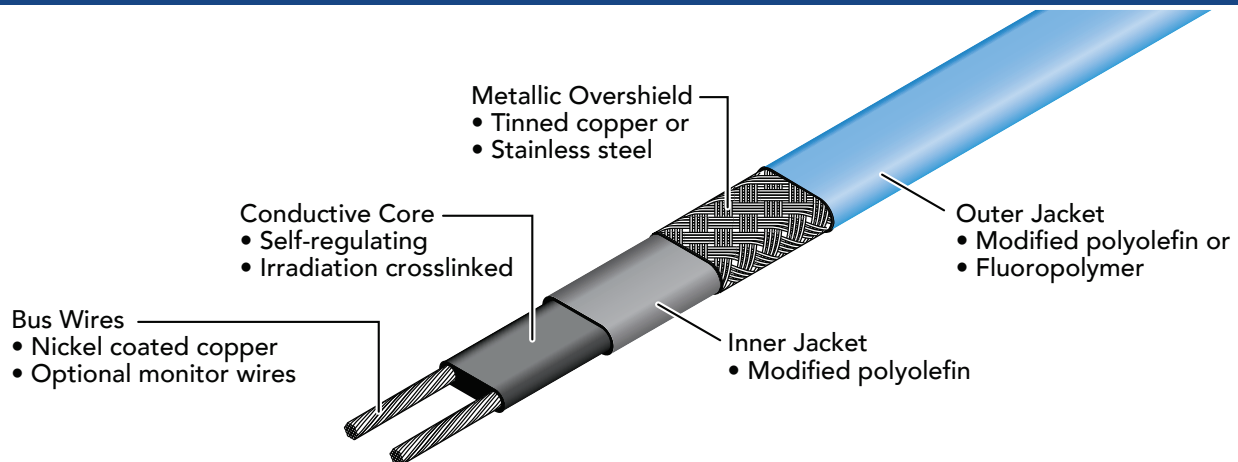 Metallic Overshield
• Tinned copper or
• Stainless steel
Conductive Core
• Self-regulating
• Irradiation crosslinked
Outer Jacket
• Modified polyolefin or
• Fluoropolymer
Bus Wires
• Nickel coated copper
• Optional monitor wires
Inner Jacket
• Modified polyolefin